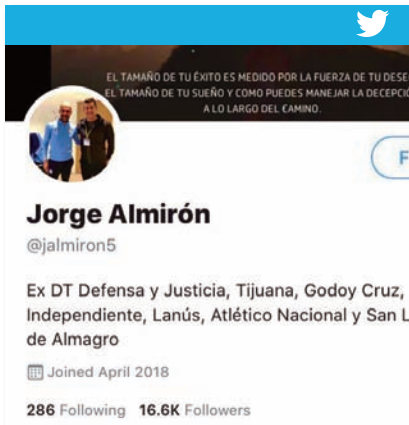 EL TAMAÑO DE TU ÉXITO ES MEDIDO POR LA FUERZA DE TU DESE
EL TAMAÑO DE TU SUEÑO Y COMO PUEDES MANEJAR LA DECEPCIÓ
A LO LARGO DEL CAMINO.
F
Jorge Almirón
@jalmiron5
Ex DT Defensa y Justicia, Tijuana, Godoy Cruz,
Independiente, Lanús, Atlético Nacional y San L
de Almagro
Joined April 2018
286 Following 16.6K Followers